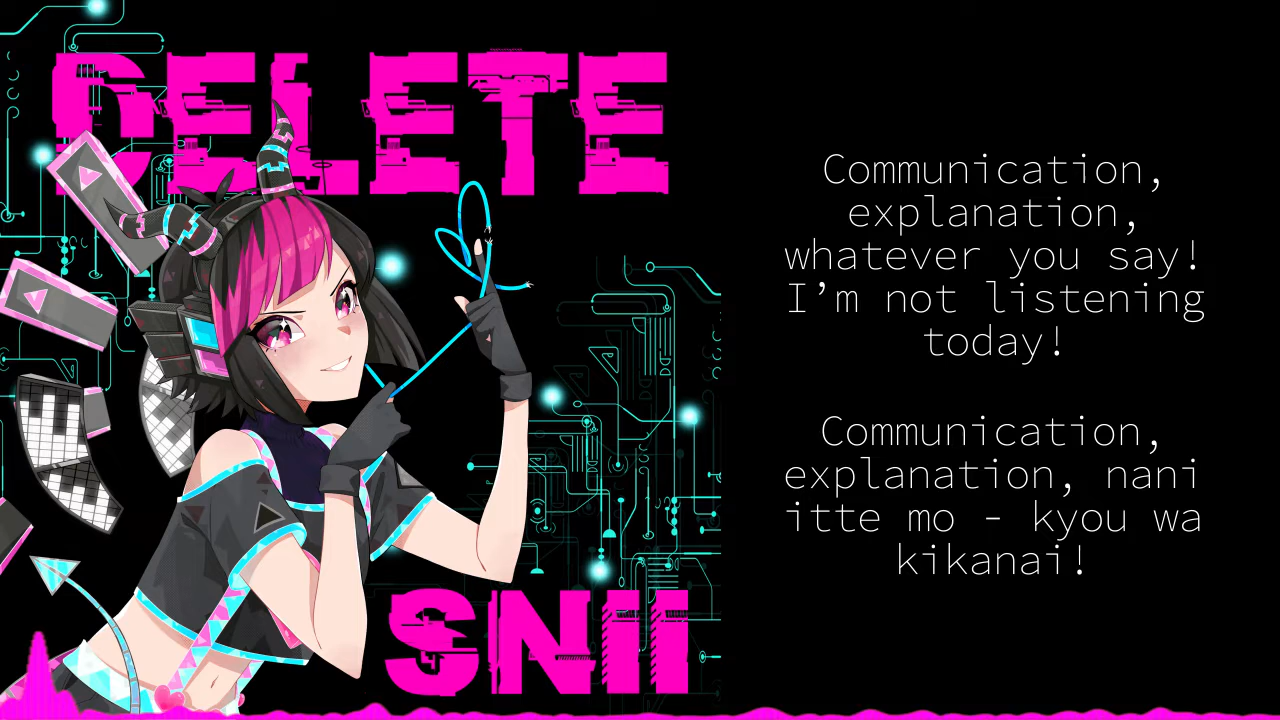 DELETE
SNII
Communication,
explanation,
whatever you say!
I’m not listening
today!
Communication,
explanation, nani
itte mo - kyou wa
kikanai!